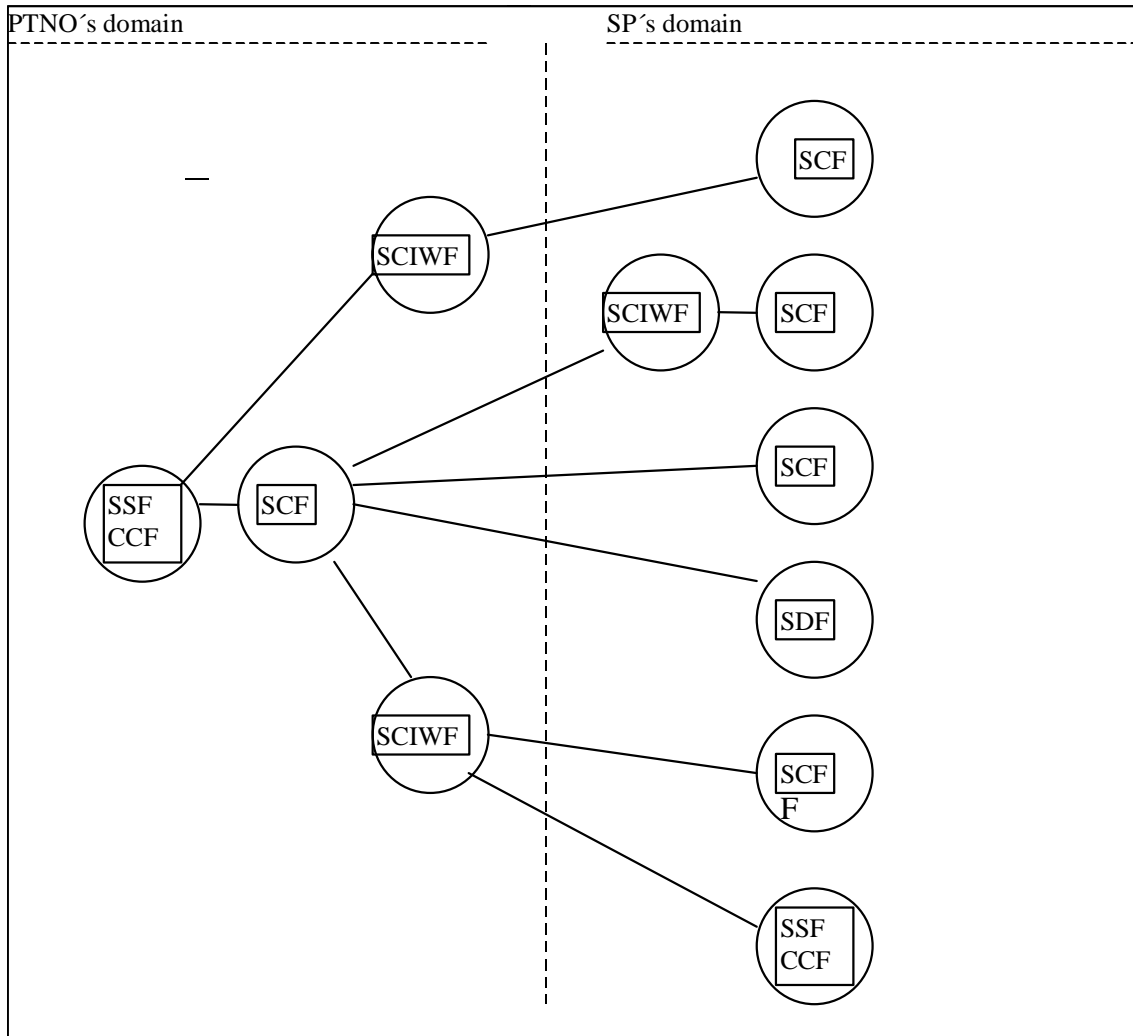 PTNO´s domain
SP´s domain
SCF
SCIWF
SCIWF
SCF
SCF
SSF
CCF
SCF
SDF
SCIWF
SCF
F
SSF
CCF